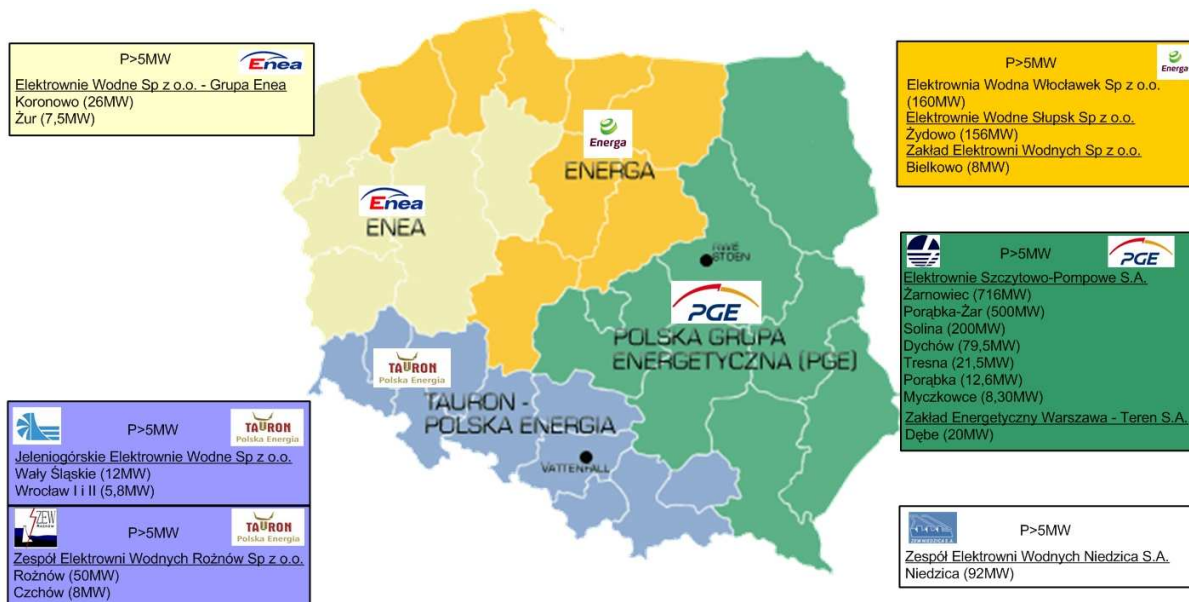 P>5MW
Enea
Elektrownie Wodne Sp z o.o. - Grupa Enea
Koronowo (26MW)
Żur (7,5MW)
P>5MW
TAURON
Polska Energia
Jeleniogórskie Elektrownie Wodne Sp z o.o.
Wały Śląskie (12MW)
Wrocław I i II (5,8MW)
ZEW
P>5MW
TAURON
Polska Energia
Zespół Elektrowni Wodnych Rożnów Sp z o.o.
Rożnów (50MW)
Czchów (8MW)
Energa
ENERGA
Enea
ENEA
RWE
STOEN
PGE
POLSKA GRUPA
ENERGETYCZNA (PGE)
TAURON
Polska Energia
TAURON -
POLSKA ENERGIA
VATTENFALL
P>5MW
Energa
Elektrownia Wodna Włocławek Sp z o.o.
(160MW)
Elektrownie Wodne Słupsk Sp z o.o.
Żydowo (156MW)
Zakład Elektrowni Wodnych Sp z o.o.
Bielkowo (8MW)
P>5MW
PGE
Elektrownie Szczytowo-Pompowe S.A.
Żarnowiec (716MW)
Porąbka-Żar (500MW)
Solina (200MW)
Dychów (79,5MW)
Tresna (21,5MW)
Porąbka (12,6MW)
Myczkowce (8,30MW)
Zakład Energetyczny Warszawa - Teren S.A.
Dębe (20MW)
P>5MW
Zespół Elektrowni Wodnych Niedzica S.A.
Niedzica (92MW)